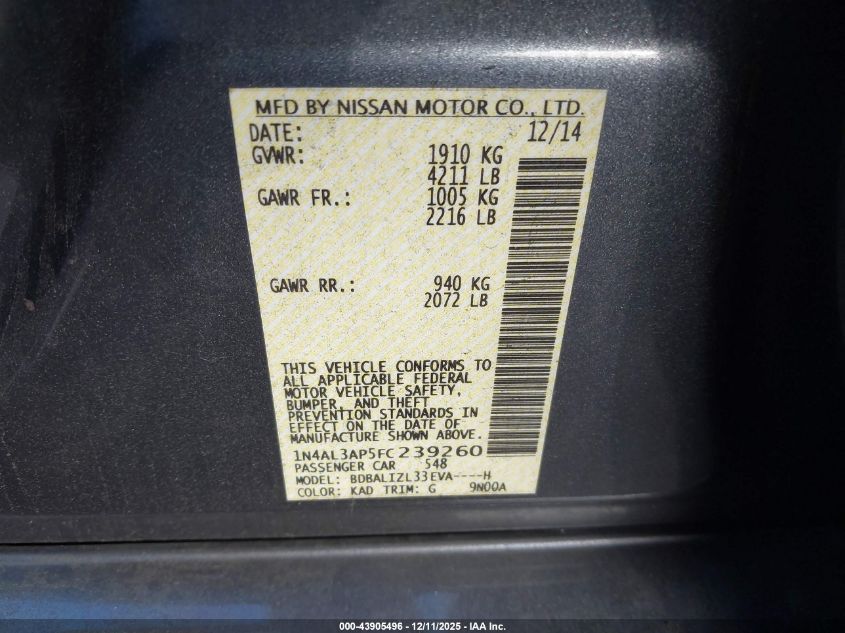 MFD BY NISSAN MOTOR CO., LTD.
DATE: 12/14
GVWR: 1910 KG
4211 LB
GAWR FR.: 1005 KG
2216 LB
GAWR RR.: 940 KG
2072 LB
THIS VEHICLE CONFORMS TO
ALL APPLICABLE FEDERAL
MOTOR VEHICLE SAFETY,
BUMPER, AND THEFT
PREVENTION STANDARDS IN
EFFECT ON THE DATE OF
MANUFACTURE SHOWN ABOVE.
1N4AL3AP5FC239260
PASSENGER CAR 548
MODEL: BDBALIZL33EVA----H
COLOR: KAD TRIM: G 9N00A
000-43905496 - 12/11/2025 - IAA Inc.